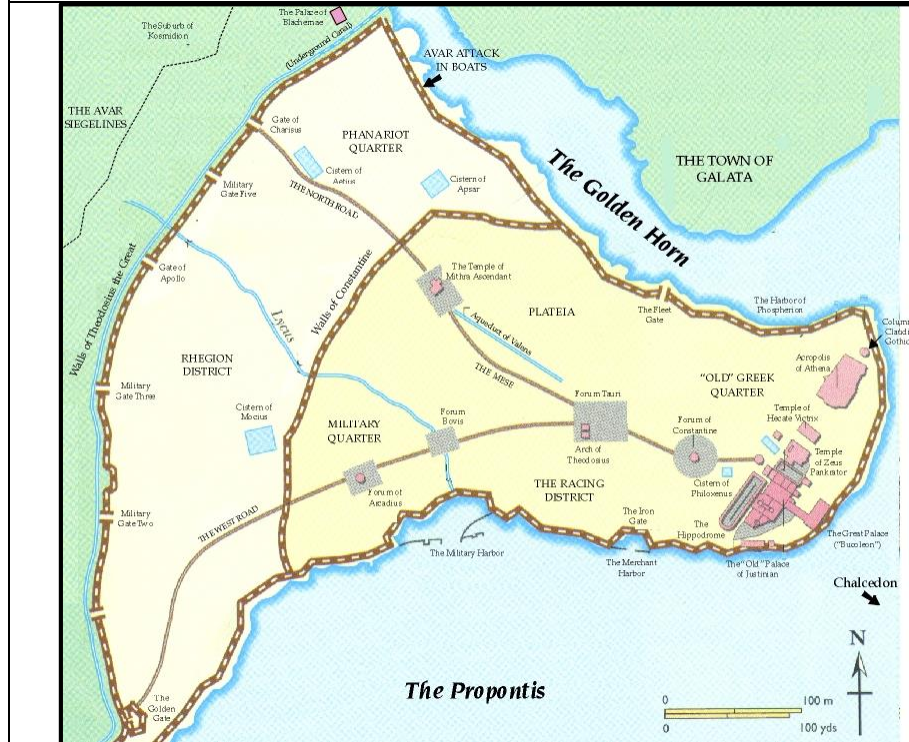 The Palace of
Blachernae
The Suburb of
Kosmidion
(Underground Canal)
AVAR ATTACK
IN BOATS
THE AVAR
SIEGELINES
Gate of
Charisus
PHANARIOT
QUARTER
The Golden Horn
THE TOWN OF
GALATA
Cistern of
Aetius
Cistern of
Apsar
Military
Gate Five
THE NORTH ROAD
Walls of Theodosius the Great
Gate of
Apollo
Walls of Constantine
Lycus
The Temple of
Mithra Ascendant
PLATEIA
The Fleet
Gate
The Harbor of
Phospherion
Aqueduct of Valens
RHEGION
DISTRICT
THE MESE
"OLD" GREEK
QUARTER
Acropolis
of Athena
Military
Gate Three
Cistern of
Mocius
MILITARY
QUARTER
Forum
Bovis
Forum Tauri
Arch of
Theodosius
Forum of
Constantine
Temple of
Hecate Victrix
Temple
of Zeus
Pankrator
Forum of
Arcadius
THE RACING
DISTRICT
Cistern of
Philoxenus
Military
Gate Two
THE WEST ROAD
The Iron
Gate
The
Hippodrome
The Great Palace
("Bucoleon")
The Military Harbor
The Merchant
Harbor
The "Old" Palace
of Justinian
Chalcedon
N
The Propontis
The
Golden
Gate
0 100 m
0 100 yds